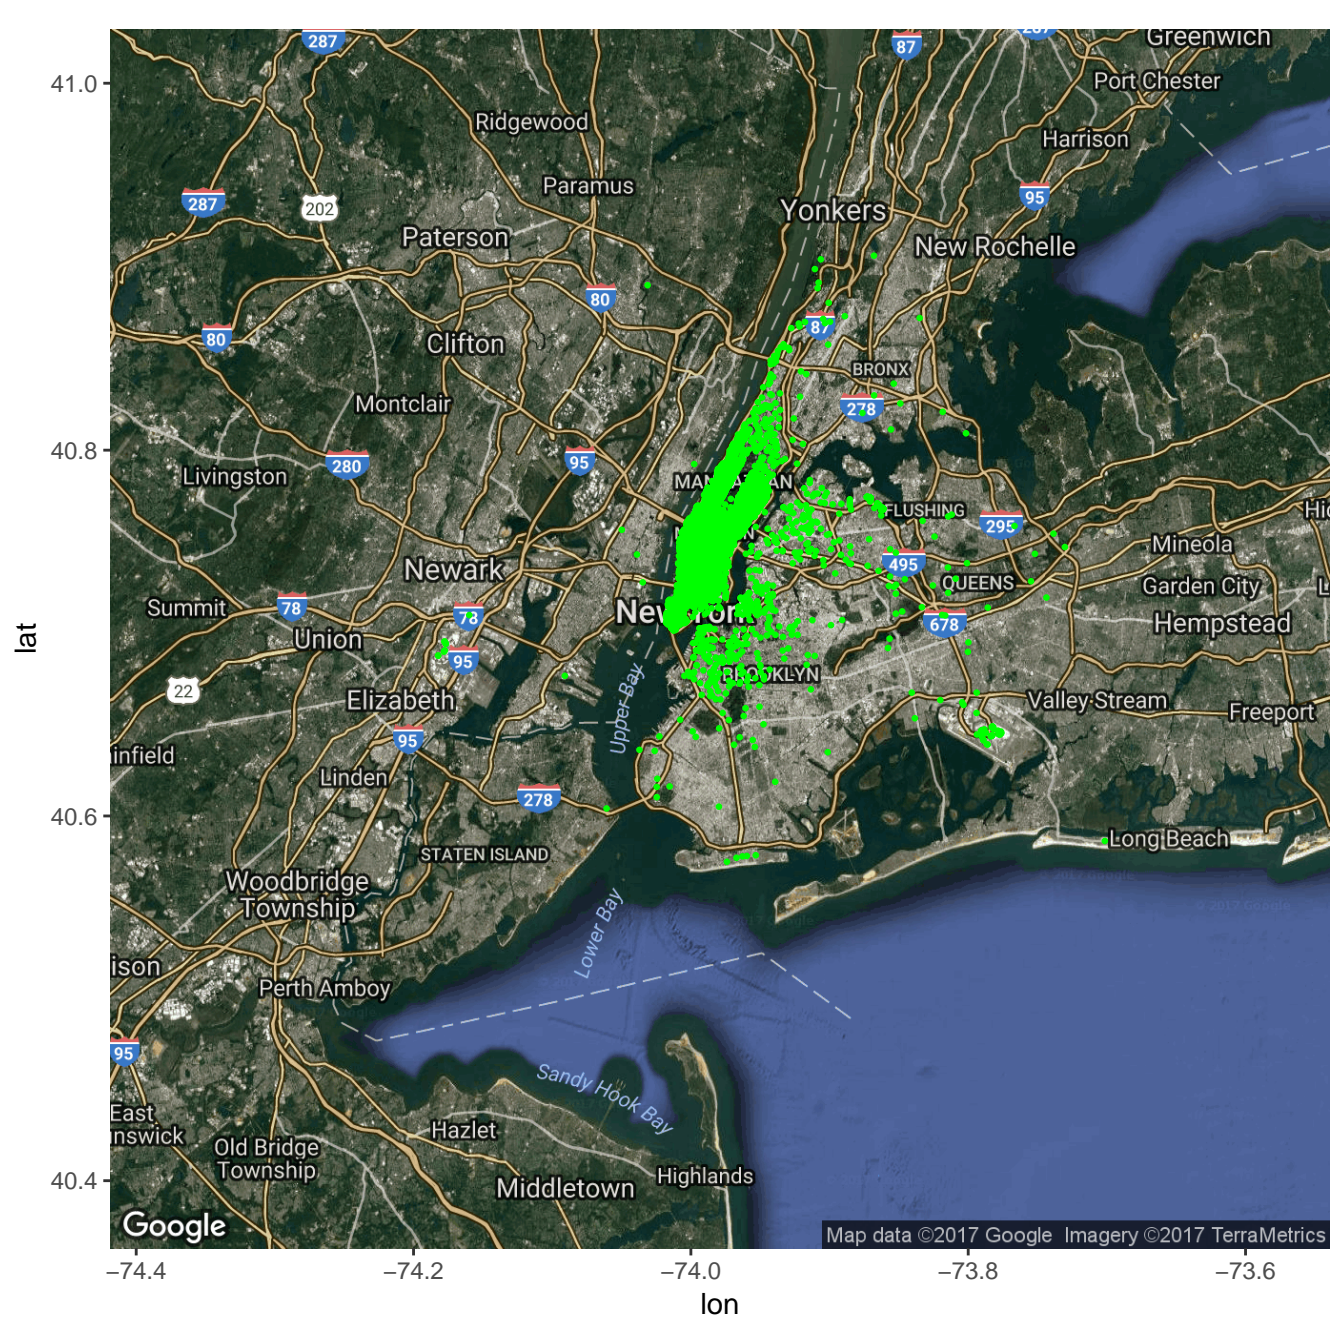 Greenwich
287
87
Port Chester
41.0
Ridgewood
Harrison
Paramus
287
202
95
Yonkers
Paterson
New Rochelle
80
87
80
Clifton
BRONX
Montclair
278
40.8
280
95
Livingston
FLUSHING
295
Mineola
495
Newark
QUEENS
Garden City
Summit
78
78
New York
678
Hempstead
Union
lat
95
BROOKLYN
22
Elizabeth
Upper Bay
Valley Stream
Freeport
95
infield
Linden
278
40.6
Long Beach
STATEN ISLAND
Woodbridge
Township
Lower Bay
ison
Perth Amboy
95
Sandy Hook Bay
East
nswick
Hazlet
Old Bridge
Township
Highlands
40.4
Middletown
Google
Map data ©2017 Google Imagery ©2017 TerraMetrics
−74.4
−74.2
−74.0
−73.8
−73.6
lon